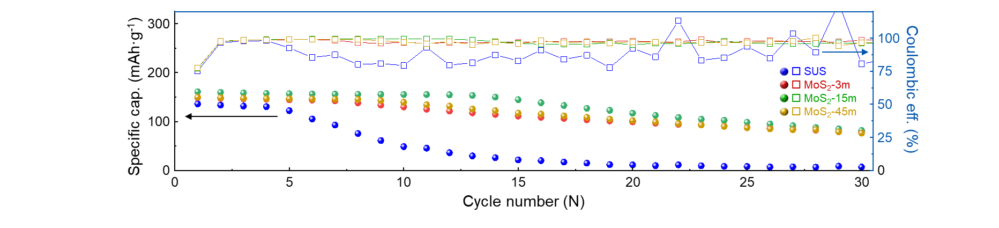 Specific cap. (mAh·g⁻¹)
300
200
100
0
0
5
10
15
20
25
30
Cycle number (N)
100
75
50
25
0
Coulombic eff. (%)
SUS
MoS₂-3m
MoS₂-15m
MoS₂-45m